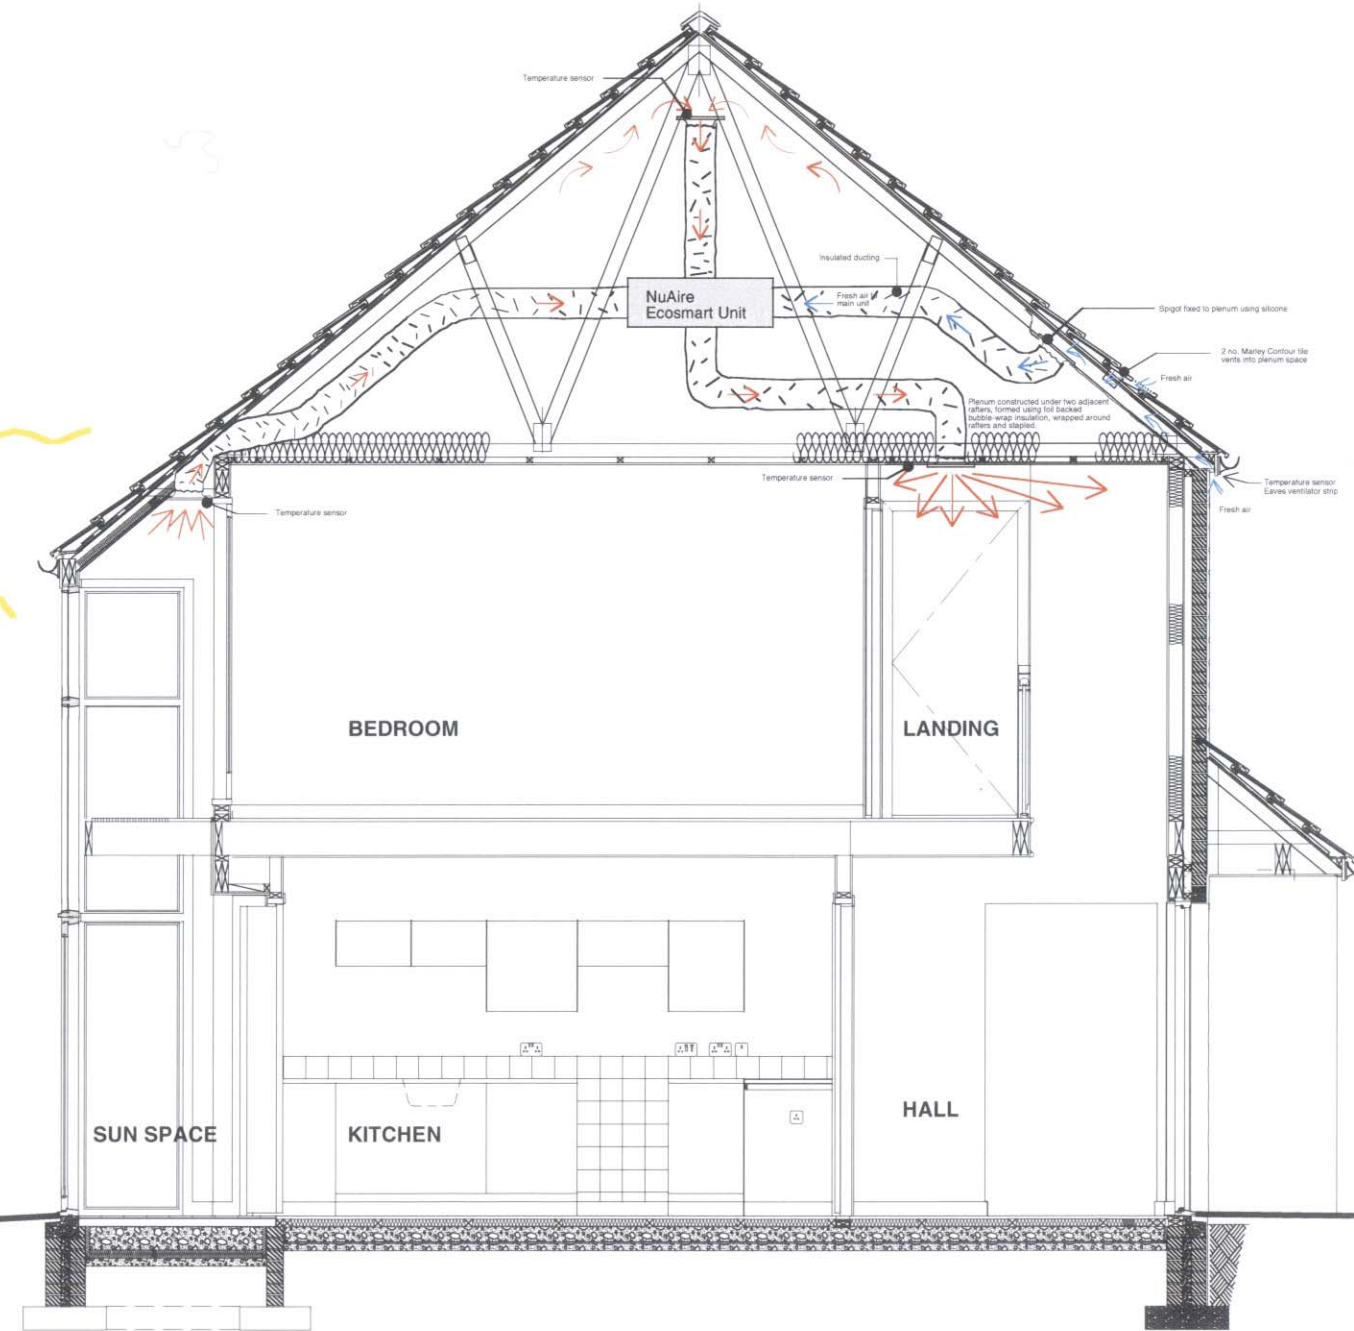 Temperature sensor
Insulated ducting
NuAire
Ecosmart Unit
Fresh air to
main unit
Spigot fixed to plenum using silicone
2 no. Marley Contour tile
vents into plenum space
Fresh air
Plenum constructed under two adjacent
rafters, formed using foil backed
bubble-wrap insulation, wrapped around
rafters and stapled.
Temperature sensor
Temperature sensor
Eaves ventilator strip
Temperature sensor
Fresh air
BEDROOM
LANDING
HALL
SUN SPACE
KITCHEN